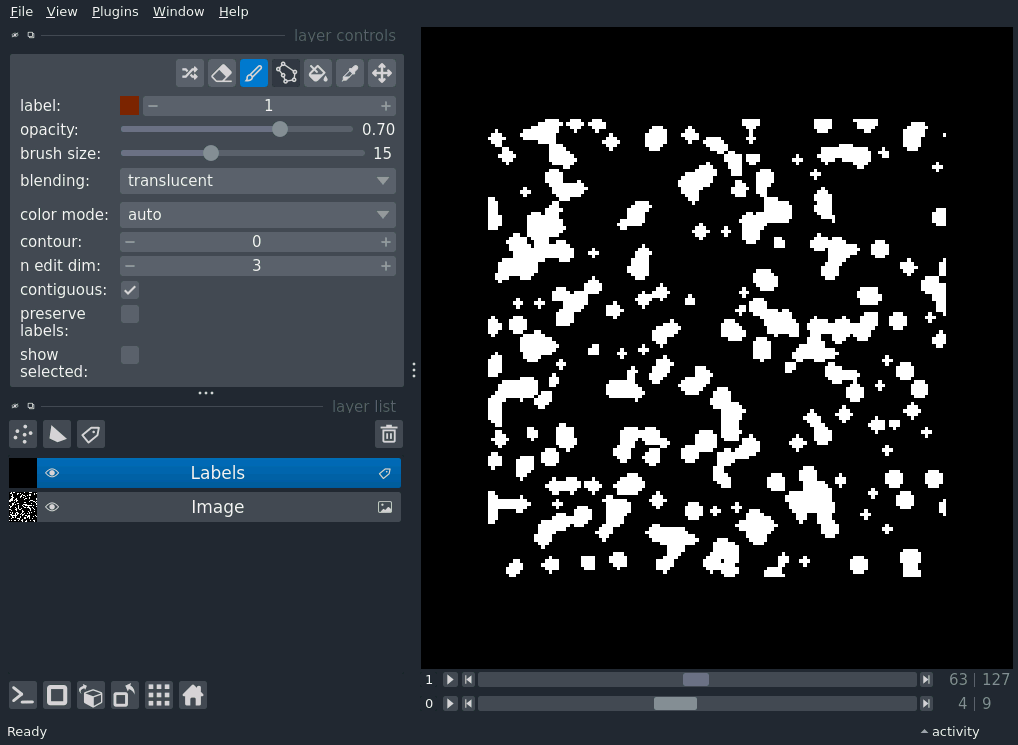 File View Plugins Window Help
layer controls
label: 1
opacity: 0.70
brush size: 15
blending: translucent
color mode: auto
contour: 0
n edit dim: 3
contiguous:
preserve
labels:
show
selected:
layer list
Labels
Image
1 63 | 127
0 4 | 9
Ready activity